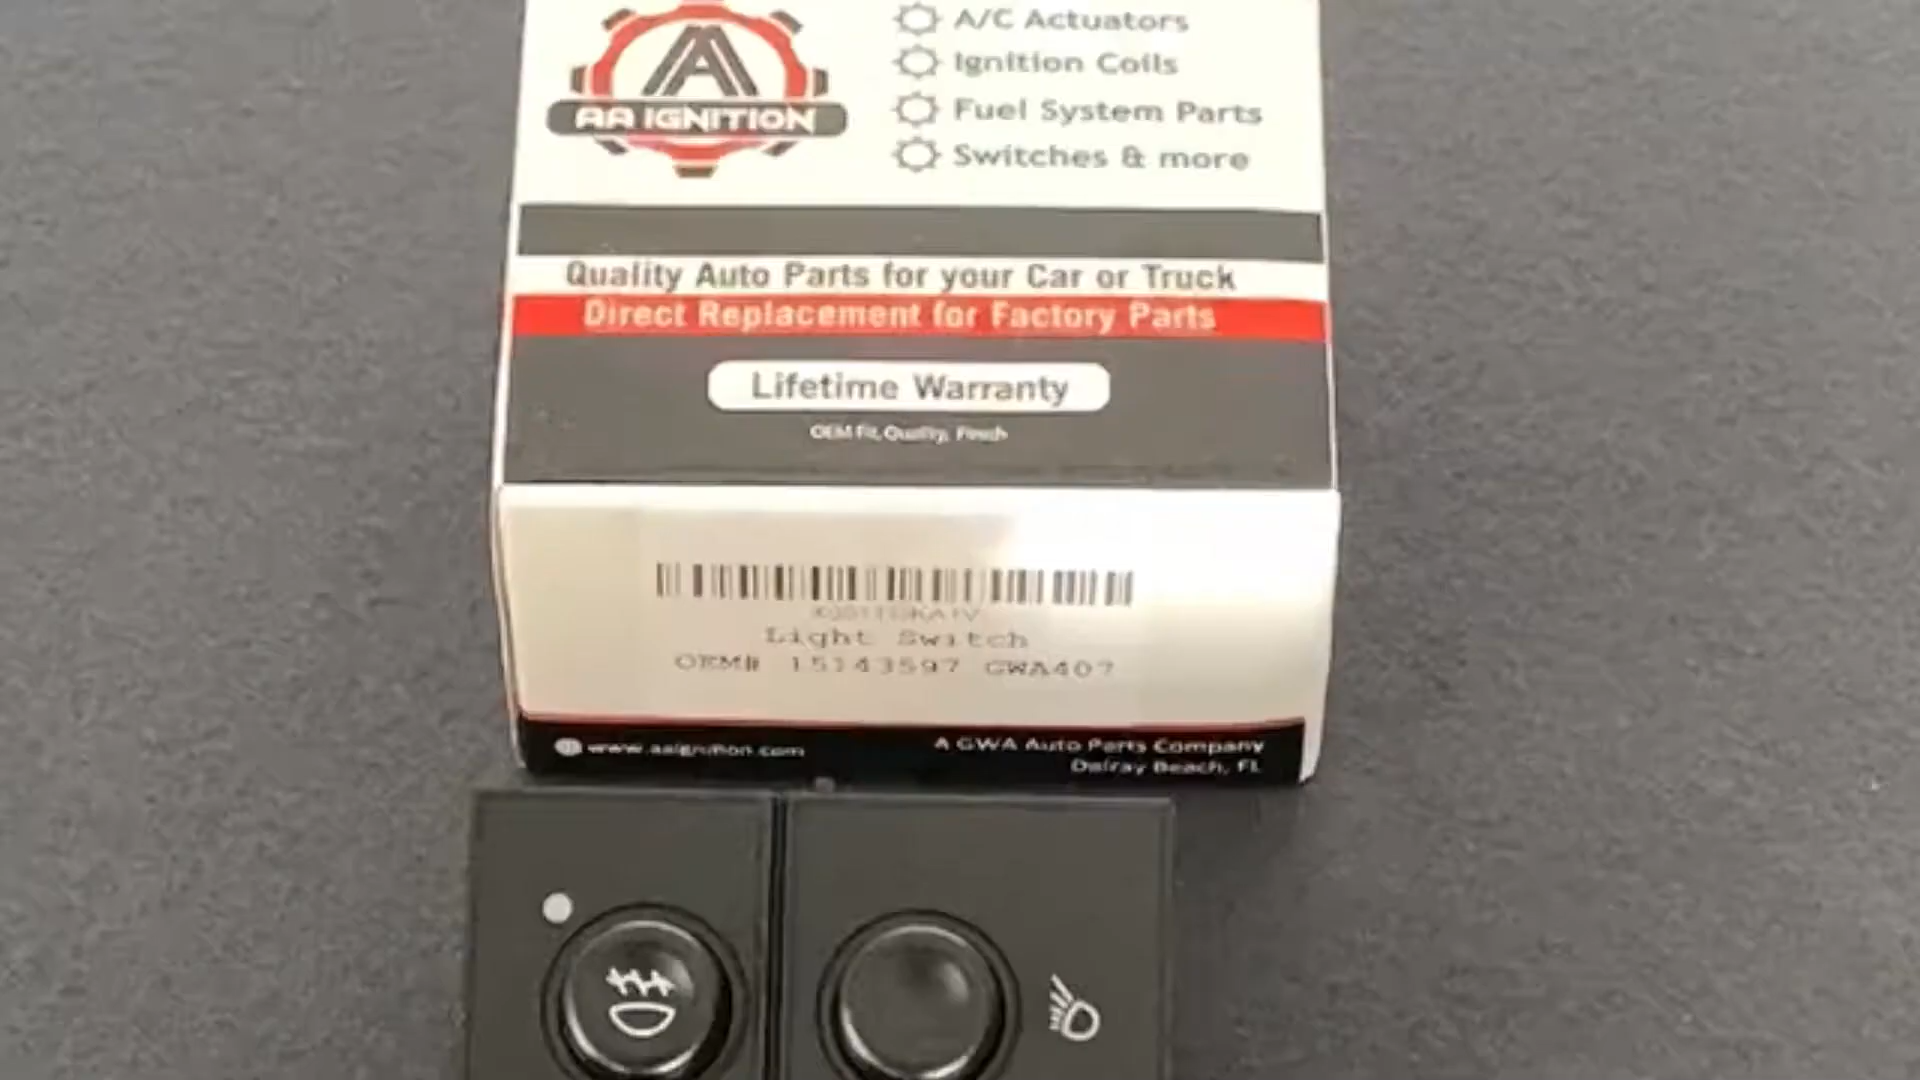 AA IGNITION
A/C Actuators
Ignition Coils
Fuel System Parts
Switches & more
Quality Auto Parts for your Car or Truck
Direct Replacement for Factory Parts
Lifetime Warranty
OEM Fit, Quality, Finish
Light Switch
OEM# 15143597 GWA407
www.aaignition.com
A GWA Auto Parts Company
Delray Beach, FL